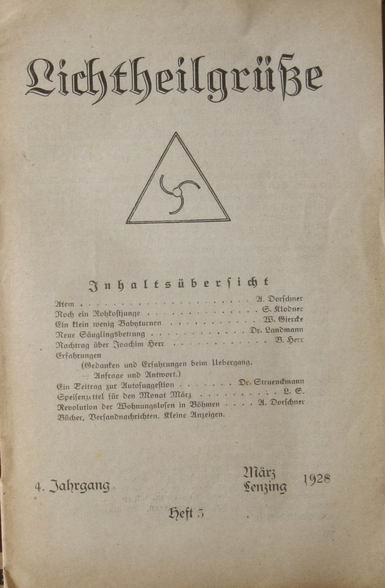 Lichtheilgrüße
Inhaltsübersicht
Atem . . . . . . . . . . . . . . . . . . . A. Dorschner
Noch ein Rohkostjunge . . . . . . . . . . . . S. Klodner
Ein klein wenig Babyturnen . . . . . . . . . . W. Giercke
Neue Säuglingsbetrung . . . . . . . . . . . Dr. Landmann
Nachtrag über Joachim Herr . . . . . . . . . . . B. Herr
Erfahrungen
(Gedanken und Erfahrungen beim Uebergang.
Anfrage und Antwort.)
Ein Beitrag zur Autosuggestion . . . . . . Dr. Struenckmann
Speisenzettel für den Monat März . . . . . . . . . L. S.
Revolution der Wohnungslosen in Böhmen . . . . A. Dorschner
Bücher, Versandnachrichten. Kleine Anzeigen.
4. Jahrgang
März
Lenzing 1928
Heft 3